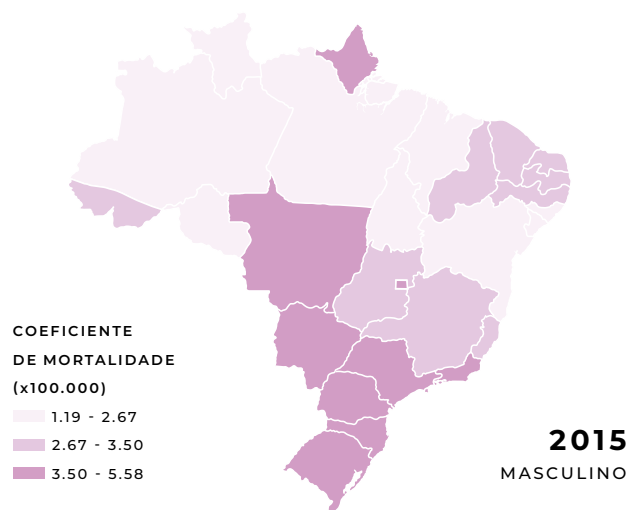 COEFICIENTE
DE MORTALIDADE
(x100.000)
1.19 - 2.67
2.67 - 3.50
3.50 - 5.58
2015
MASCULINO